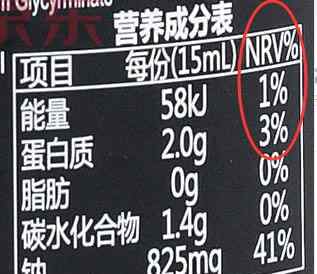 n Glycyrrhizinate
营养成分表
项目 每份(15mL) NRV%
能量 58kJ 1%
蛋白质 2.0g 3%
脂肪 0g 0%
碳水化合物 1.4g 0%
钠 825mg 41%